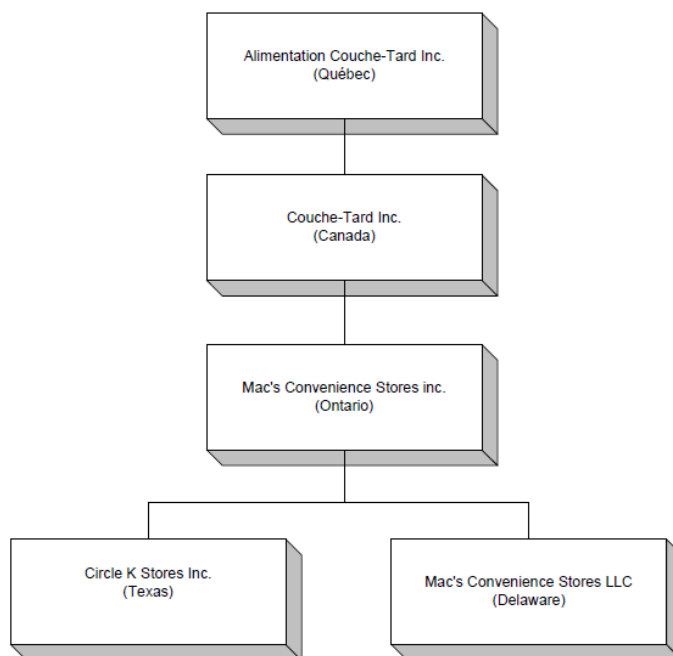 Alimentation Couche-Tard Inc.
(Québec)
Couche-Tard Inc.
(Canada)
Mac's Convenience Stores inc.
(Ontario)
Circle K Stores Inc.
(Texas)
Mac's Convenience Stores LLC
(Delaware)